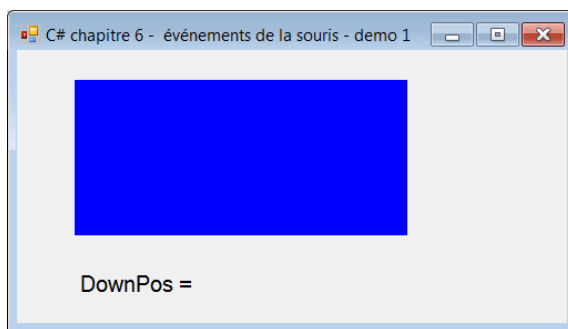 C# chapitre 6 - événements de la souris - demo 1
DownPos =